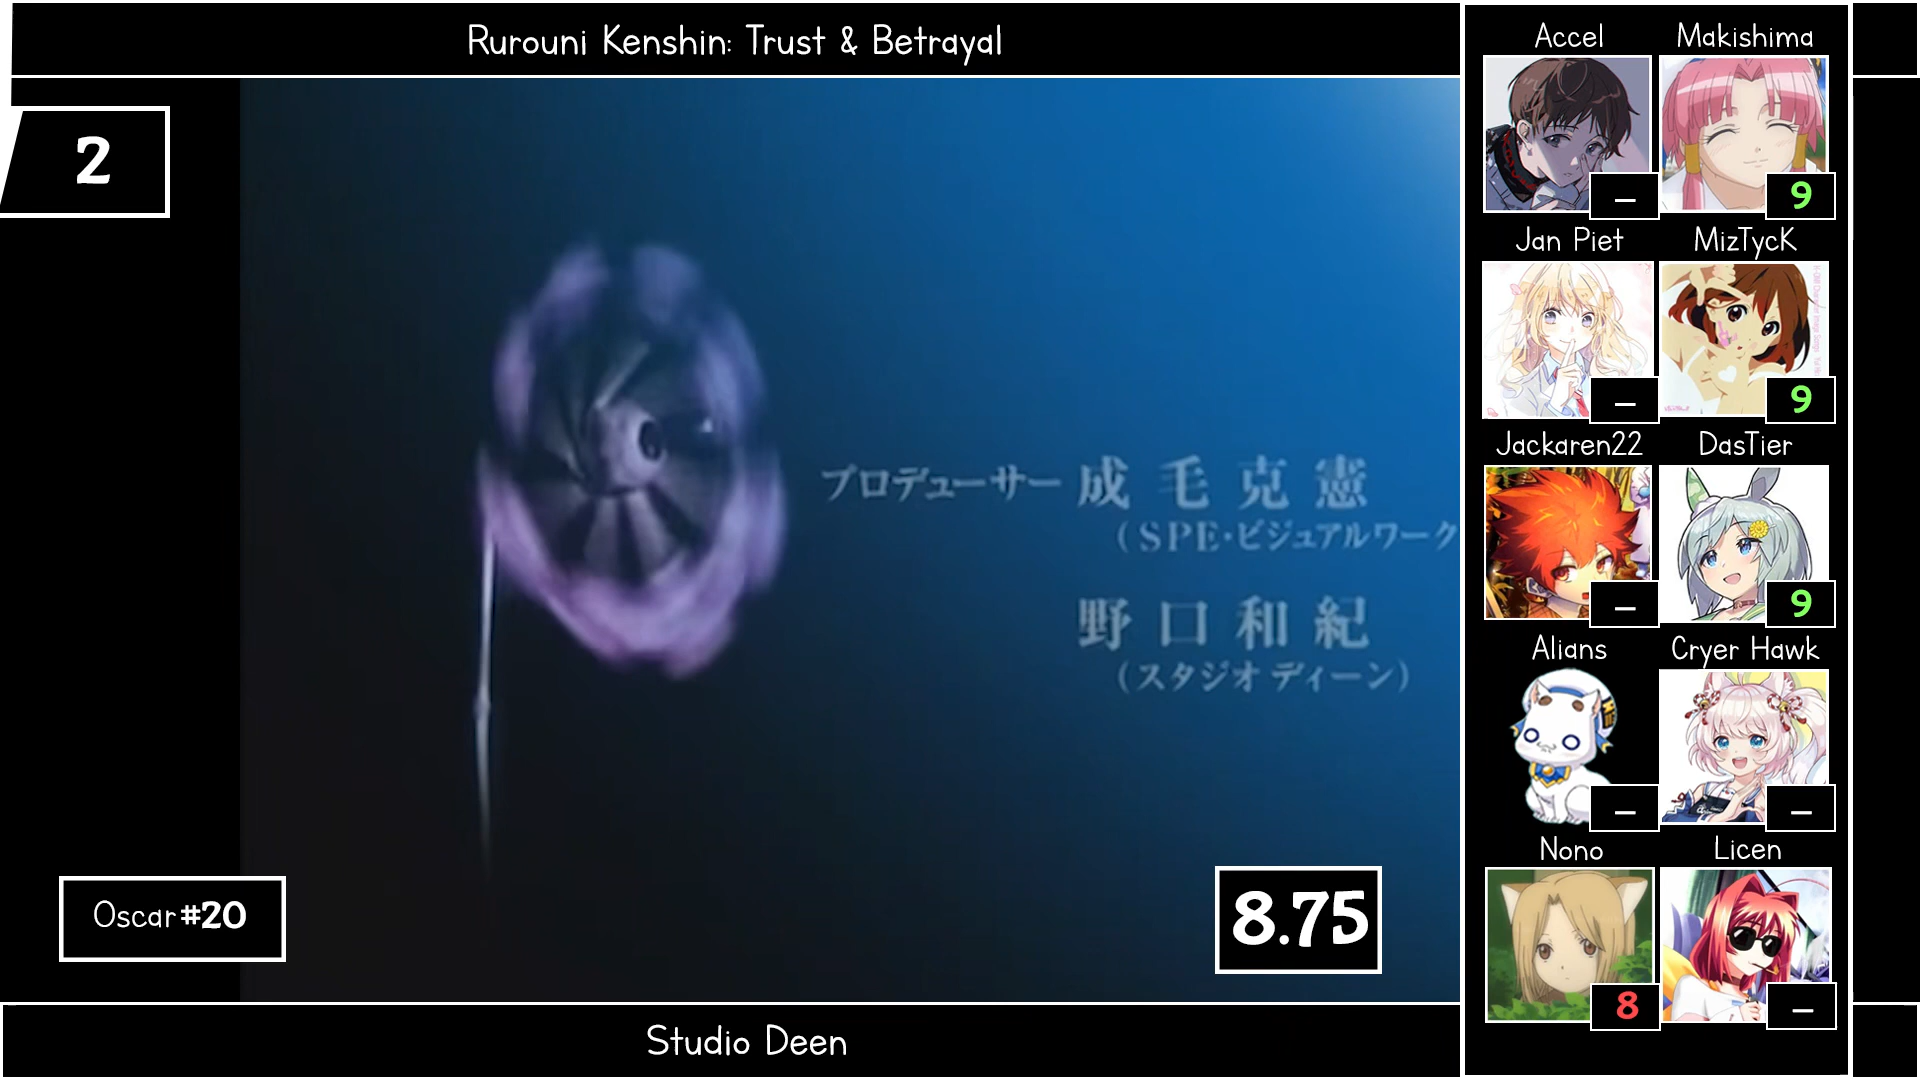 Rurouni Kenshin: Trust & Betrayal
2
プロデューサー 成毛克憲
(SPE・ビジュアルワーク
野口和紀
(スタジオディーン)
Oscar #20
8.75
Studio Deen
Accel
–
Makishima
9
Jan Piet
–
MizTycK
9
Jackaren22
–
DasTier
9
Alians
–
Cryer Hawk
–
Nono
8
Licen
–